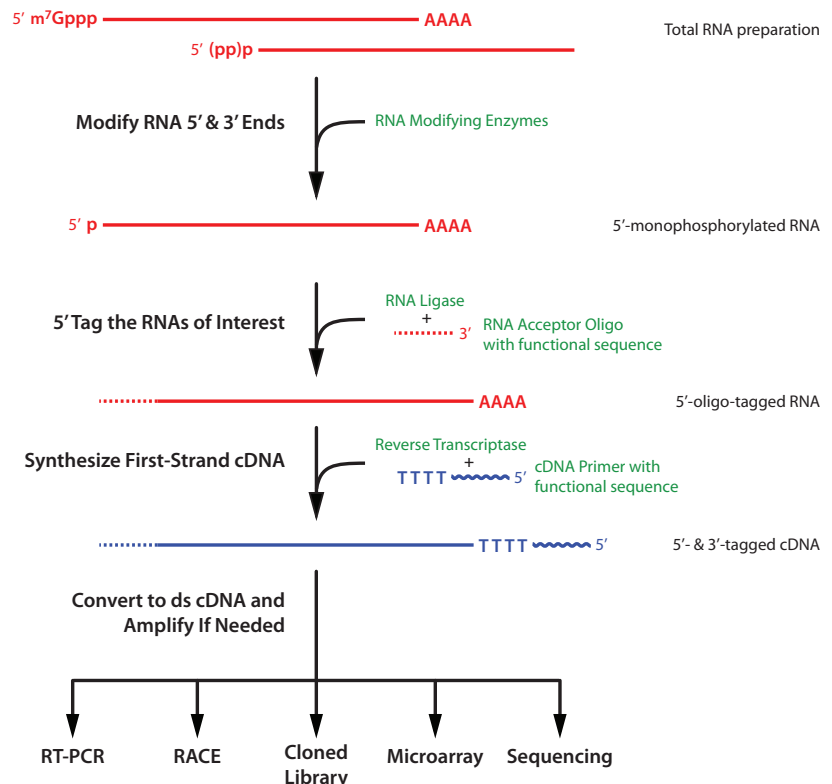 5′ m⁷Gppp AAAA
Total RNA preparation
5′ (pp)p
Modify RNA 5′ & 3′ Ends
RNA Modifying Enzymes
5′ p AAAA
5′-monophosphorylated RNA
5′ Tag the RNAs of Interest
RNA Ligase
+
3′
RNA Acceptor Oligo
with functional sequence
AAAA
5′-oligo-tagged RNA
Synthesize First-Strand cDNA
Reverse Transcriptase
+
TTTT 5′
cDNA Primer with
functional sequence
TTTT 5′
5′- & 3′-tagged cDNA
Convert to ds cDNA and
Amplify If Needed
RT-PCR
RACE
Cloned
Library
Microarray
Sequencing